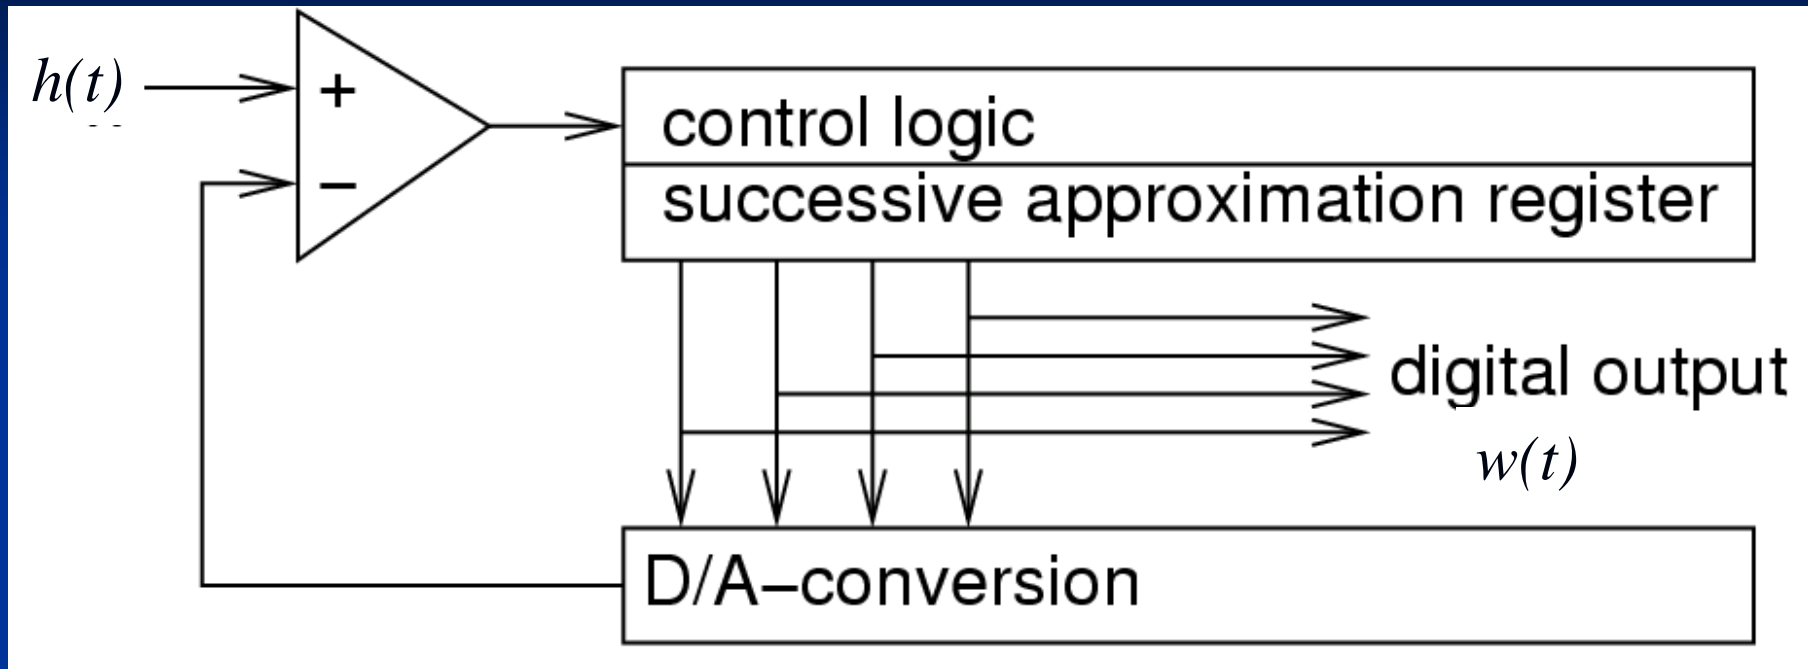 h(t)
+
−
control logic
successive approximation register
digital output
w(t)
D/A−conversion